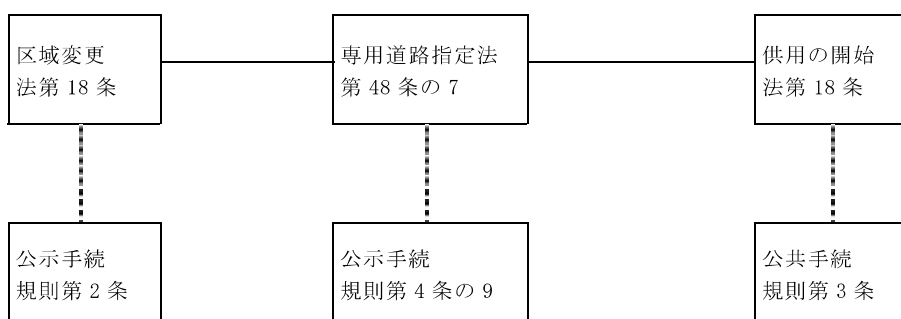 区域変更
法第 18 条
専用道路指定法
第 48 条の 7
供用の開始
法第 18 条
公示手続
規則第 2 条
公示手続
規則第 4 条の 9
公共手続
規則第 3 条